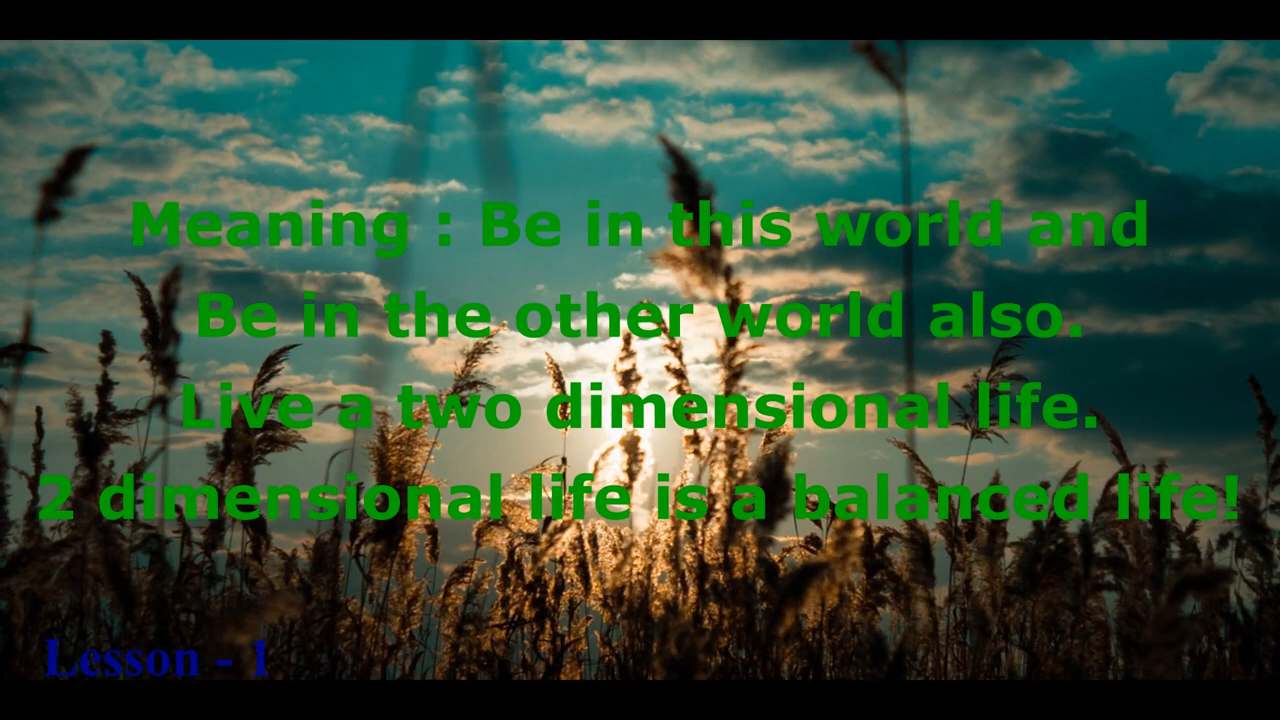 Meaning : Be in this world and
Be in the other world also.
Live a two dimensional life.
2 dimensional life is a balanced life!
Lesson - 1